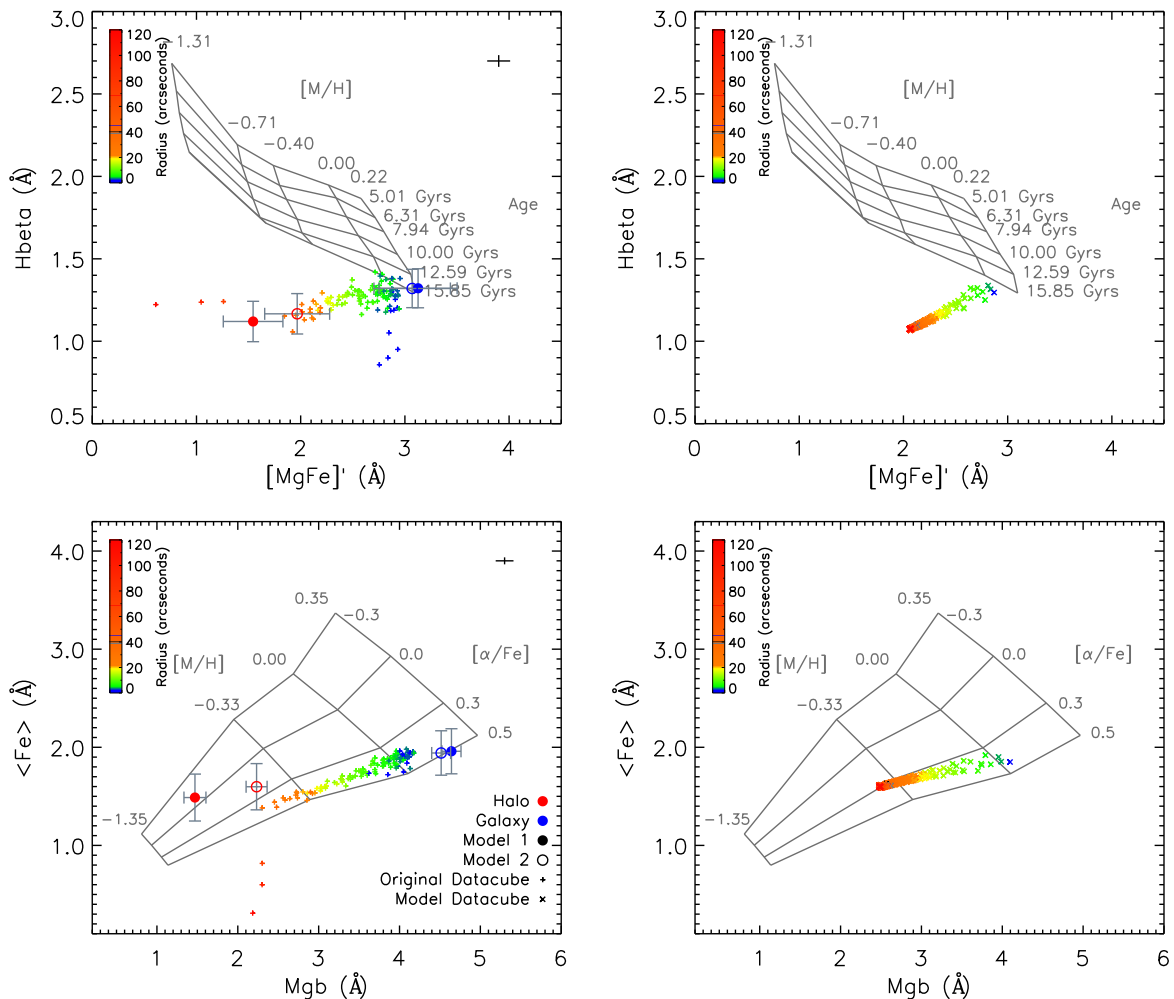 3.0
2.5
2.0
1.5
1.0
0.5
Hbeta (Å)
120
100
80
60
40
20
0
Radius (arcseconds)
−1.31
[M/H]
−0.71
−0.40
0.00
0.22
5.01 Gyrs
6.31 Gyrs
7.94 Gyrs
10.00 Gyrs
12.59 Gyrs
15.85 Gyrs
Age
0 1 2 3 4
[MgFe]' (Å)
3.0
2.5
2.0
1.5
1.0
0.5
Hbeta (Å)
120
100
80
60
40
20
0
Radius (arcseconds)
−1.31
[M/H]
−0.71
−0.40
0.00
0.22
5.01 Gyrs
6.31 Gyrs
7.94 Gyrs
10.00 Gyrs
12.59 Gyrs
15.85 Gyrs
Age
0 1 2 3 4
[MgFe]' (Å)
4.0
3.0
2.0
1.0
<Fe> (Å)
120
100
80
60
40
20
0
Radius (arcseconds)
0.35
−0.3
[M/H]
0.00
0.0
[α/Fe]
−0.33
0.3
0.5
−1.35
Halo
Galaxy
Model 1
Model 2
Original Datacube
Model Datacube
1 2 3 4 5 6
Mgb (Å)
4.0
3.0
2.0
1.0
<Fe> (Å)
120
100
80
60
40
20
0
Radius (arcseconds)
0.35
−0.3
[M/H]
0.00
0.0
[α/Fe]
−0.33
0.3
0.5
−1.35
1 2 3 4 5 6
Mgb (Å)